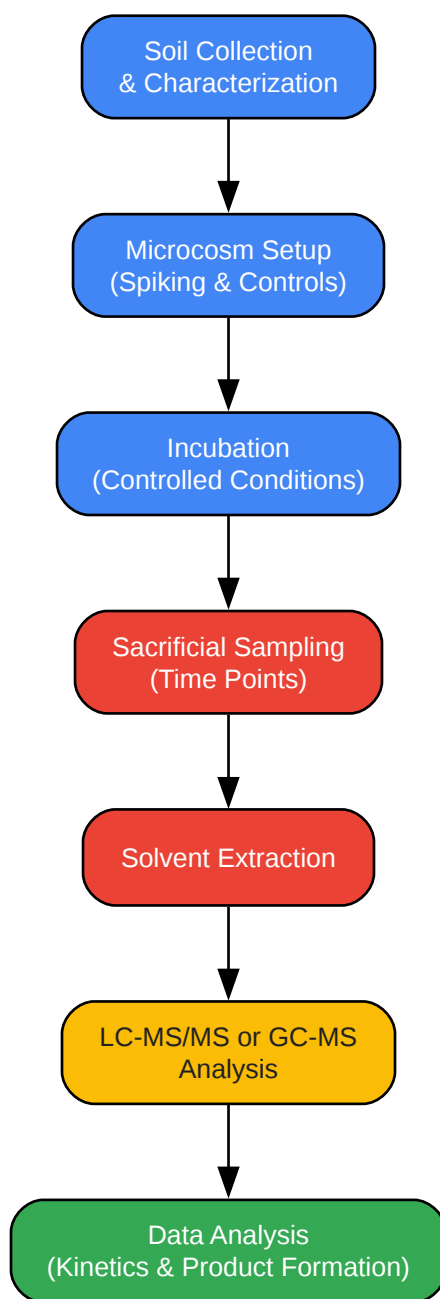 Soil Collection
& Characterization
Microcosm Setup
(Spiking & Controls)
Incubation
(Controlled Conditions)
Sacrificial Sampling
(Time Points)
Solvent Extraction
LC-MS/MS or GC-MS
Analysis
Data Analysis
(Kinetics & Product Formation)